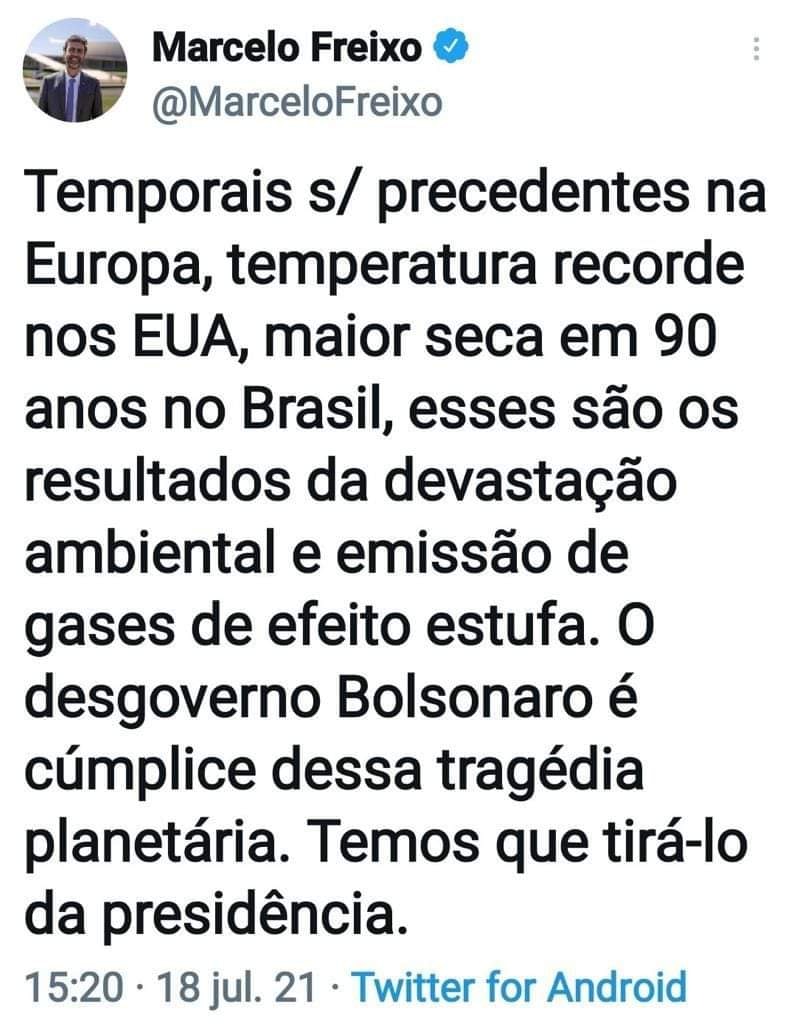 Marcelo Freixo
@MarceloFreixo
Temporais s/ precedentes na
Europa, temperatura recorde
nos EUA, maior seca em 90
anos no Brasil, esses são os
resultados da devastação
ambiental e emissão de
gases de efeito estufa. O
desgoverno Bolsonaro é
cúmplice dessa tragédia
planetária. Temos que tirá-lo
da presidência.
15:20 · 18 jul. 21 · Twitter for Android